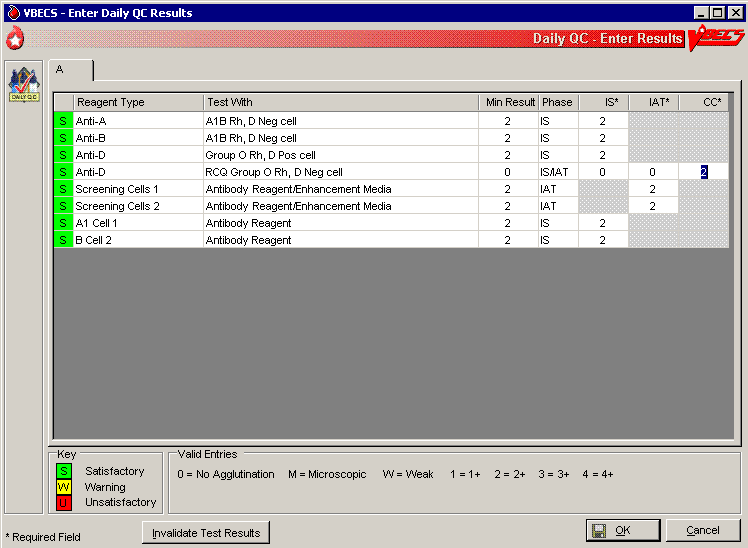 VBECS - Enter Daily QC Results
Daily QC - Enter Results VBECS
DAILY QC
A
Reagent Type Test With Min Result Phase IS* IAT* CC*
S Anti-A A1B Rh, D Neg cell 2 IS 2
S Anti-B A1B Rh, D Neg cell 2 IS 2
S Anti-D Group O Rh, D Pos cell 2 IS 2
S Anti-D RCQ Group O Rh, D Neg cell 0 IS/IAT 0 0 2
S Screening Cells 1 Antibody Reagent/Enhancement Media 2 IAT 2
S Screening Cells 2 Antibody Reagent/Enhancement Media 2 IAT 2
S A1 Cell 1 Antibody Reagent 2 IS 2
S B Cell 2 Antibody Reagent 2 IS 2
Key
S Satisfactory
W Warning
U Unsatisfactory
Valid Entries
0 = No Agglutination M = Microscopic W = Weak 1 = 1+ 2 = 2+ 3 = 3+ 4 = 4+
* Required Field
Invalidate Test Results
OK
Cancel